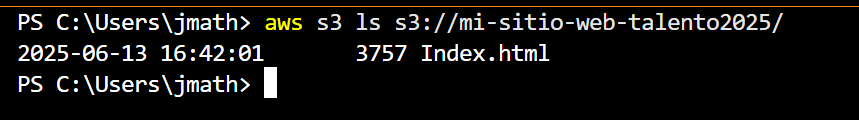 PS C:\Users\jmath> aws s3 ls s3://mi-sitio-web-talento2025/
2025-06-13 16:42:01       3757 Index.html
PS C:\Users\jmath>